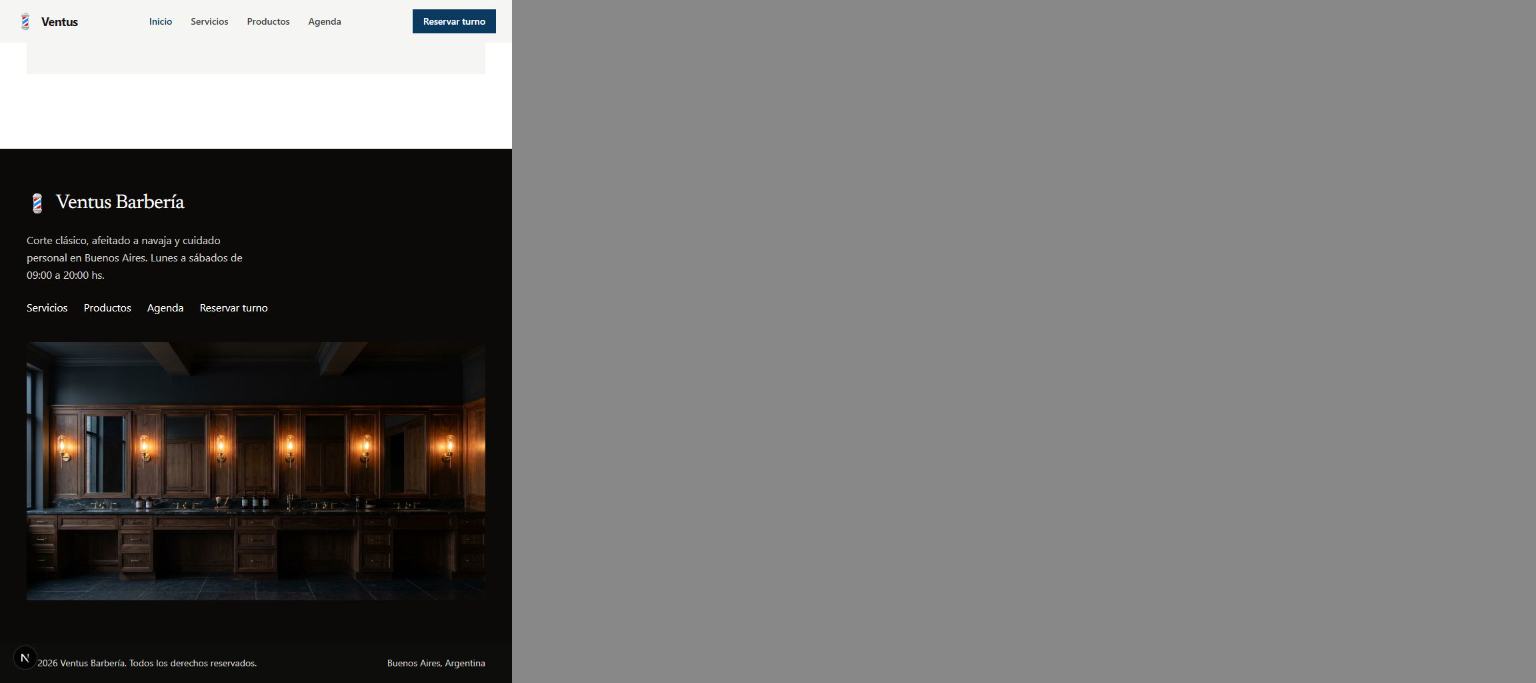 Ventus
Inicio
Servicios
Productos
Agenda
Reservar turno
Ventus Barbería
Corte clásico, afeitado a navaja y cuidado
personal en Buenos Aires. Lunes a sábados de
09:00 a 20:00 hs.
Servicios
Productos
Agenda
Reservar turno
N
2026 Ventus Barbería. Todos los derechos reservados.
Buenos Aires, Argentina